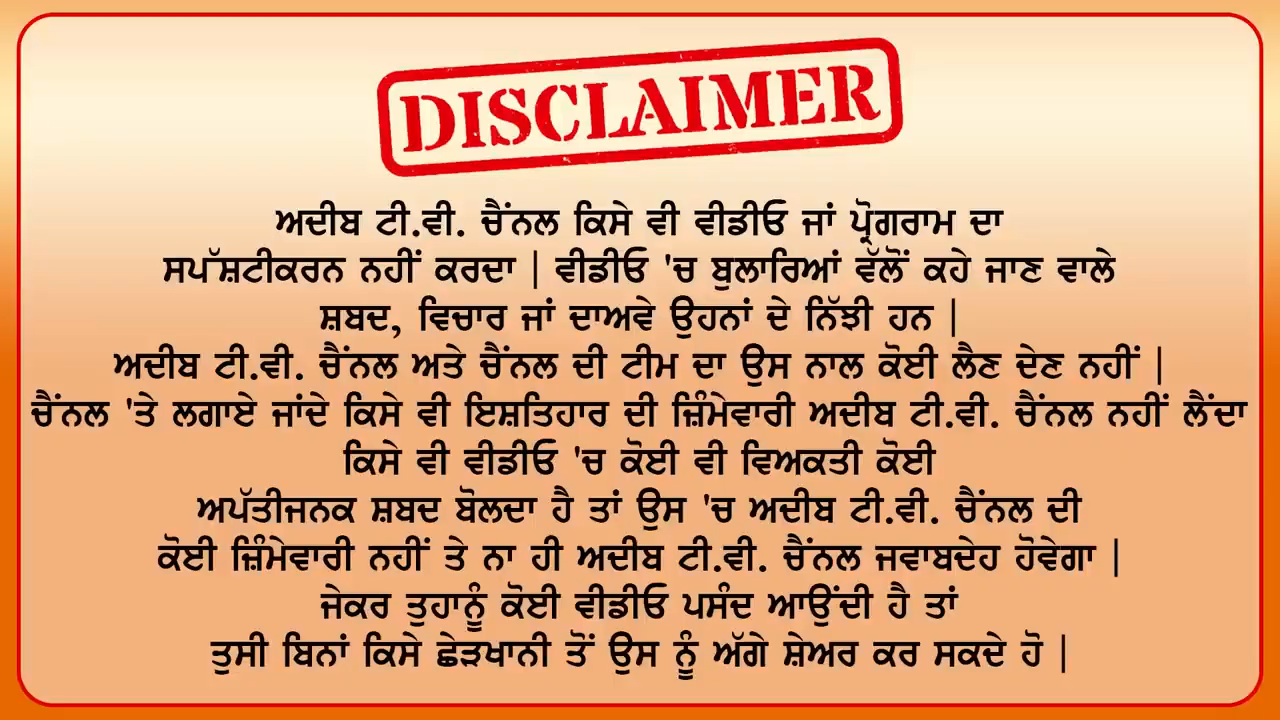 DISCLAIMER
ਅਦੀਬ ਟੀ.ਵੀ. ਚੈਂਨਲ ਕਿਸੇ ਵੀ ਵੀਡੀਓ ਜਾਂ ਪ੍ਰੋਗਰਾਮ ਦਾ
ਸਪੱਸ਼ਟੀਕਰਨ ਨਹੀਂ ਕਰਦਾ | ਵੀਡੀਓ 'ਚ ਬੁਲਾਰਿਆਂ ਵੱਲੋਂ ਕਹੇ ਜਾਣ ਵਾਲੇ
ਸ਼ਬਦ, ਵਿਚਾਰ ਜਾਂ ਦਾਅਵੇ ਉਹਨਾਂ ਦੇ ਨਿੱਝੀ ਹਨ |
ਅਦੀਬ ਟੀ.ਵੀ. ਚੈਂਨਲ ਅਤੇ ਚੈਂਨਲ ਦੀ ਟੀਮ ਦਾ ਉਸ ਨਾਲ ਕੋਈ ਲੈਣ ਦੇਣ ਨਹੀਂ |
ਚੈਂਨਲ 'ਤੇ ਲਗਾਏ ਜਾਂਦੇ ਕਿਸੇ ਵੀ ਇਸ਼ਤਿਹਾਰ ਦੀ ਜ਼ਿੰਮੇਵਾਰੀ ਅਦੀਬ ਟੀ.ਵੀ. ਚੈਂਨਲ ਨਹੀਂ ਲੈਂਦਾ
ਕਿਸੇ ਵੀ ਵੀਡੀਓ 'ਚ ਕੋਈ ਵੀ ਵਿਅਕਤੀ ਕੋਈ
ਅਪੱਤੀਜਨਕ ਸ਼ਬਦ ਬੋਲਦਾ ਹੈ ਤਾਂ ਉਸ 'ਚ ਅਦੀਬ ਟੀ.ਵੀ. ਚੈਂਨਲ ਦੀ
ਕੋਈ ਜ਼ਿੰਮੇਵਾਰੀ ਨਹੀਂ ਤੇ ਨਾ ਹੀ ਅਦੀਬ ਟੀ.ਵੀ. ਚੈਂਨਲ ਜਵਾਬਦੇਹ ਹੋਵੇਗਾ |
ਜੇਕਰ ਤੁਹਾਨੂੰ ਕੋਈ ਵੀਡੀਓ ਪਸੰਦ ਆਉਂਦੀ ਹੈ ਤਾਂ
ਤੁਸੀ ਬਿਨਾਂ ਕਿਸੇ ਛੇੜਖਾਨੀ ਤੋਂ ਉਸ ਨੂੰ ਅੱਗੇ ਸ਼ੇਅਰ ਕਰ ਸਕਦੇ ਹੋ |